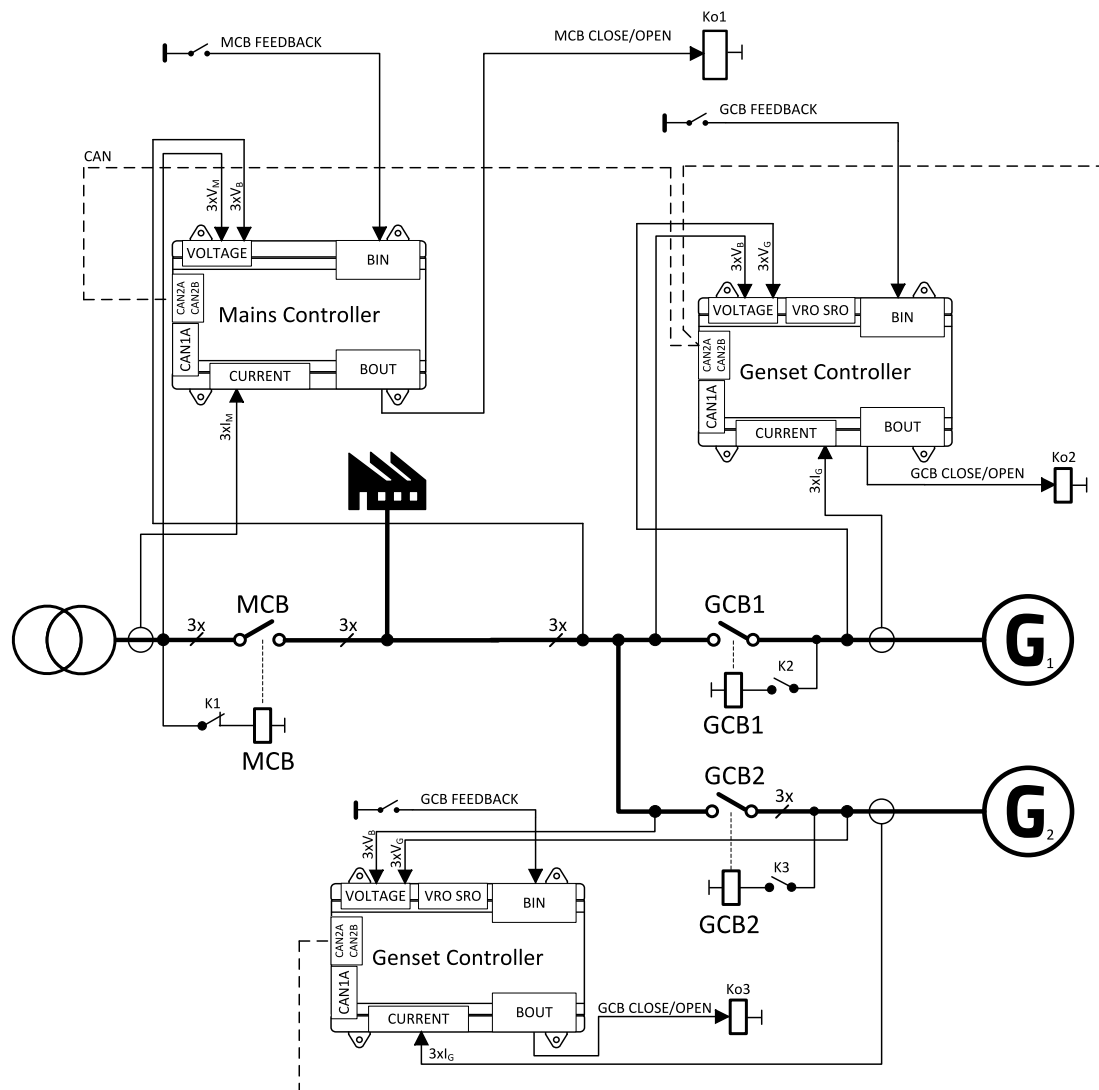 Ko1
MCB FEEDBACK
MCB CLOSE/OPEN
GCB FEEDBACK
CAN
3xVM
3xVB
VOLTAGE
BIN
CAN2A
CAN2B
Mains Controller
CAN1A
CURRENT
BOUT
3xIM
3xVB
3xVG
VOLTAGE
VRO SRO
BIN
CAN2A
CAN2B
Genset Controller
CAN1A
CURRENT
BOUT
3xIG
GCB CLOSE/OPEN
Ko2
3x
MCB
3x
3x
GCB1
G1
K1
MCB
K2
GCB1
GCB2
3x
G2
K3
GCB2
GCB FEEDBACK
3xVB
3xVG
VOLTAGE
VRO SRO
BIN
CAN2A
CAN2B
Genset Controller
CAN1A
CURRENT
BOUT
3xIG
GCB CLOSE/OPEN
Ko3